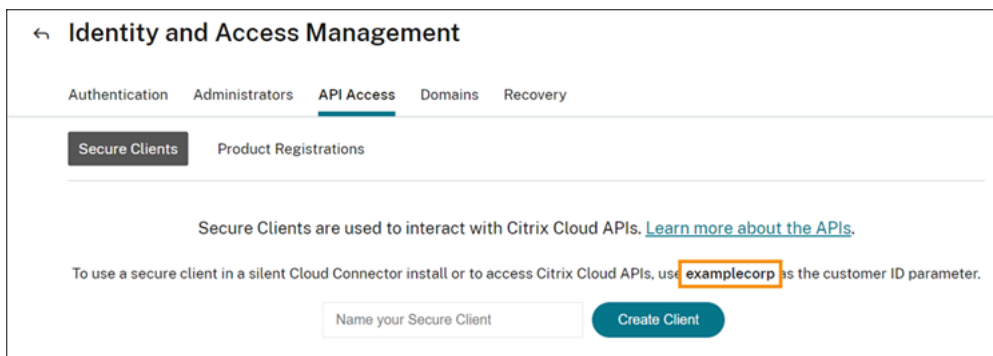 Identity and Access Management
Authentication Administrators API Access Domains Recovery
Secure Clients Product Registrations
Secure Clients are used to interact with Citrix Cloud APIs. Learn more about the APIs.
To use a secure client in a silent Cloud Connector install or to access Citrix Cloud APIs, use examplecorp as the customer ID parameter.
Name your Secure Client Create Client